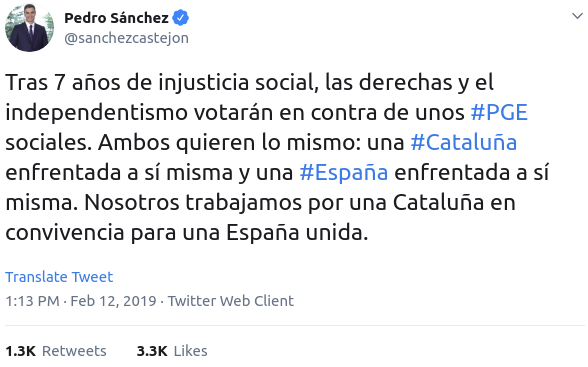 Pedro Sánchez
@sanchezcastejon
Tras 7 años de injusticia social, las derechas y el
independentismo votarán en contra de unos #PGE
sociales. Ambos quieren lo mismo: una #Cataluña
enfrentada a sí misma y una #España enfrentada a sí
misma. Nosotros trabajamos por una Cataluña en
convivencia para una España unida.
Translate Tweet
1:13 PM · Feb 12, 2019 · Twitter Web Client
1.3K Retweets 3.3K Likes